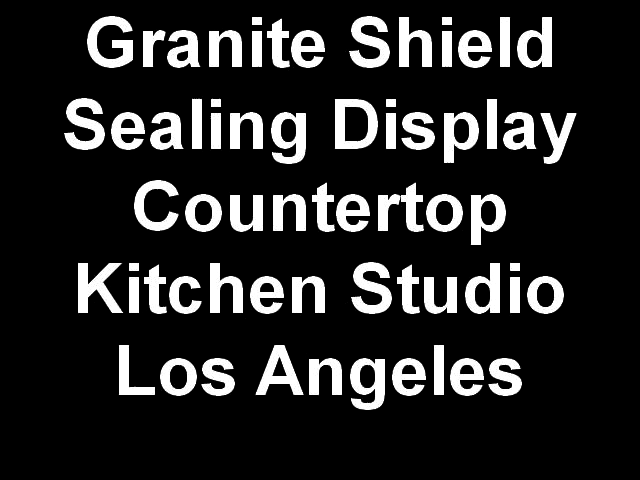 Granite Shield
Sealing Display
Countertop
Kitchen Studio
Los Angeles